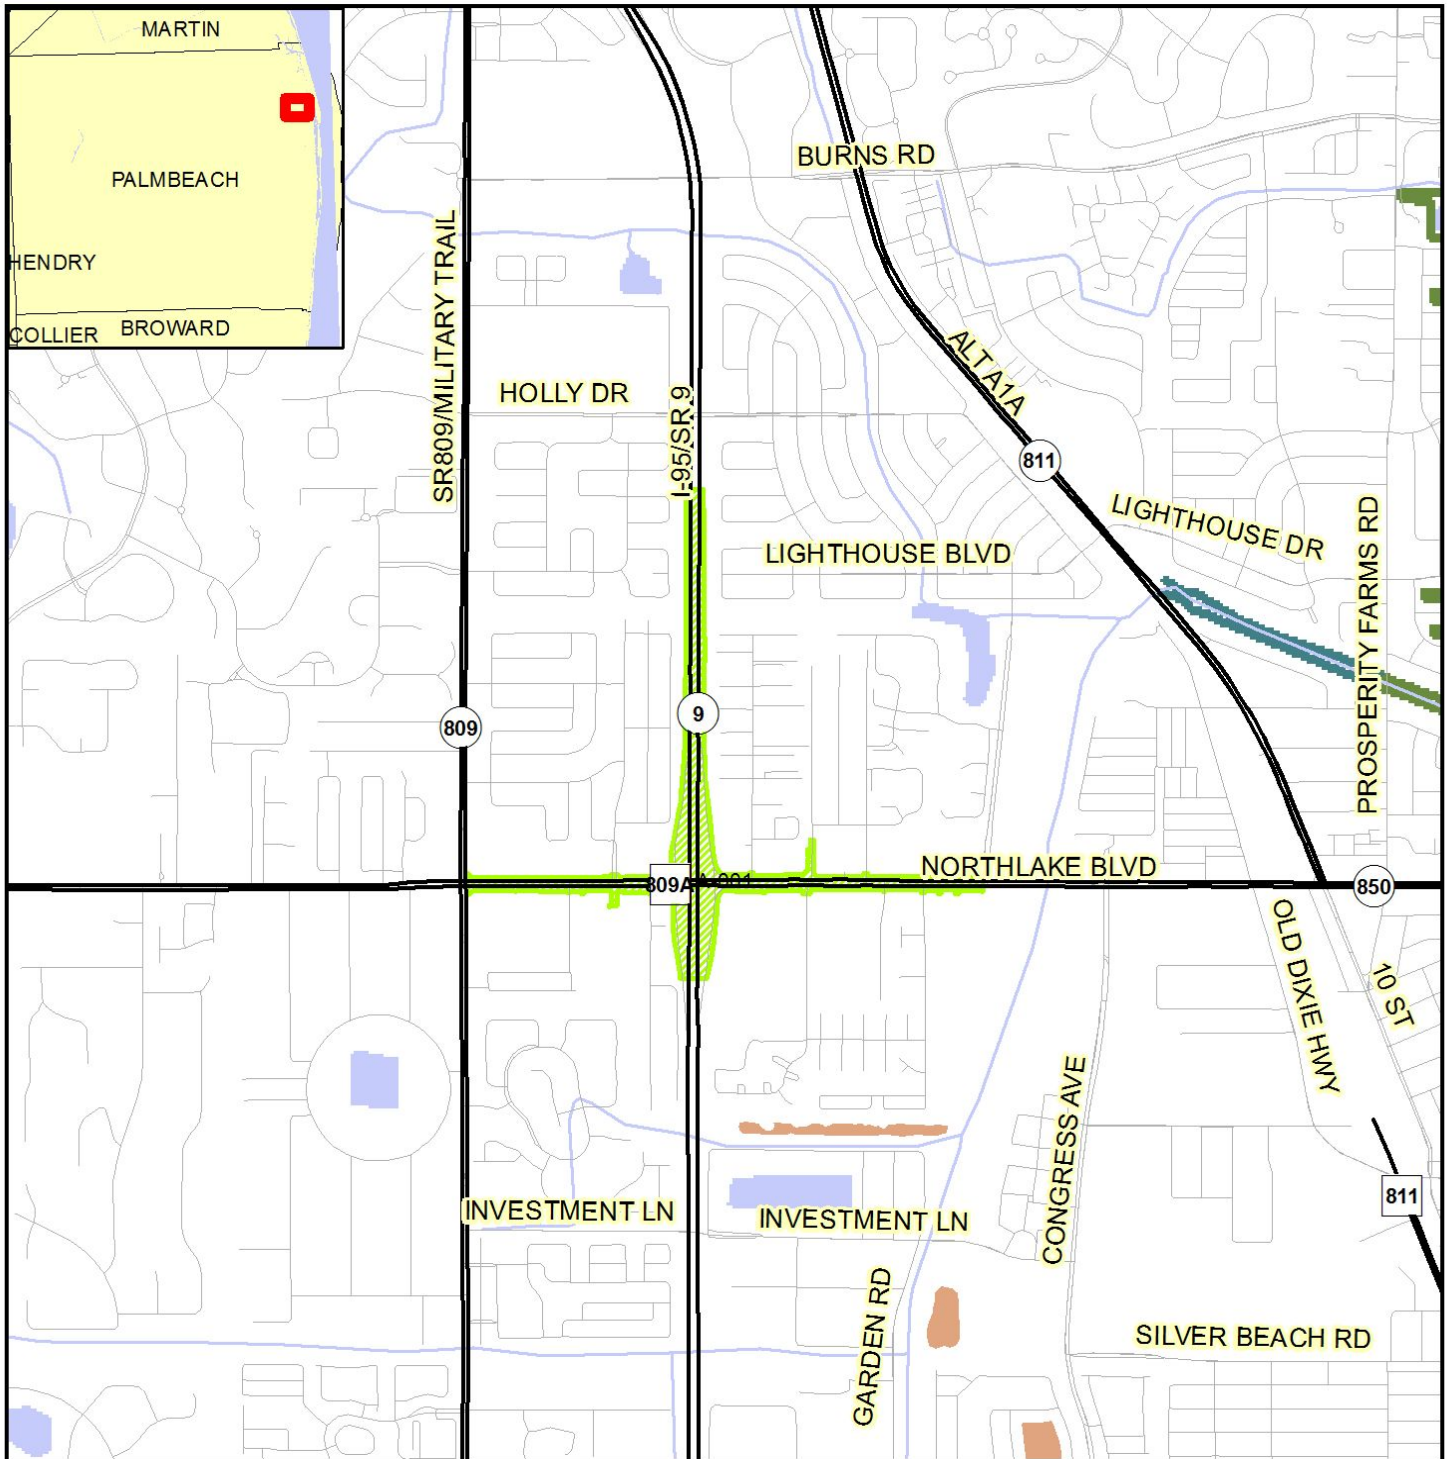 MARTIN
PALMBEACH
HENDRY
COLLIER
BROWARD
BURNS RD
SR809/MILITARY TRAIL
HOLLY DR
I-95/SR 9
ALT A1A
811
LIGHTHOUSE DR
LIGHTHOUSE BLVD
PROSPERITY FARMS RD
809
9
NORTHLAKE BLVD
809A
850
OLD DIXIE HWY
10 ST
CONGRESS AVE
811
INVESTMENT LN
INVESTMENT LN
GARDEN RD
SILVER BEACH RD